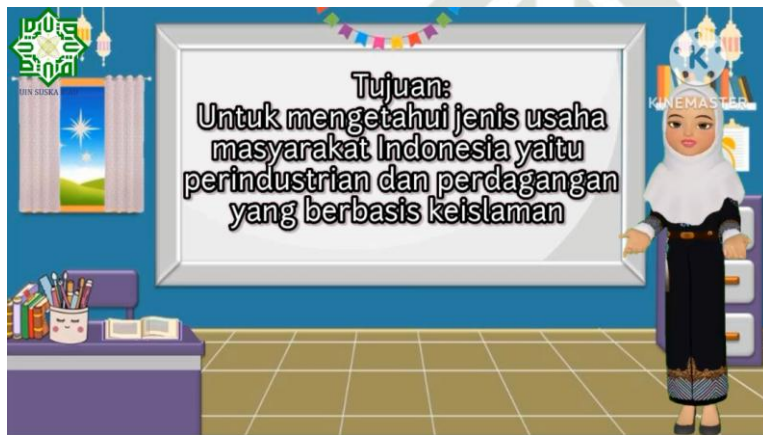 UIN SUSKA
KINEMASTER
Tujuan:
Untuk mengetahui jenis usaha
masyarakat Indonesia yaitu
perindustrian dan perdagangan
yang berbasis keislaman